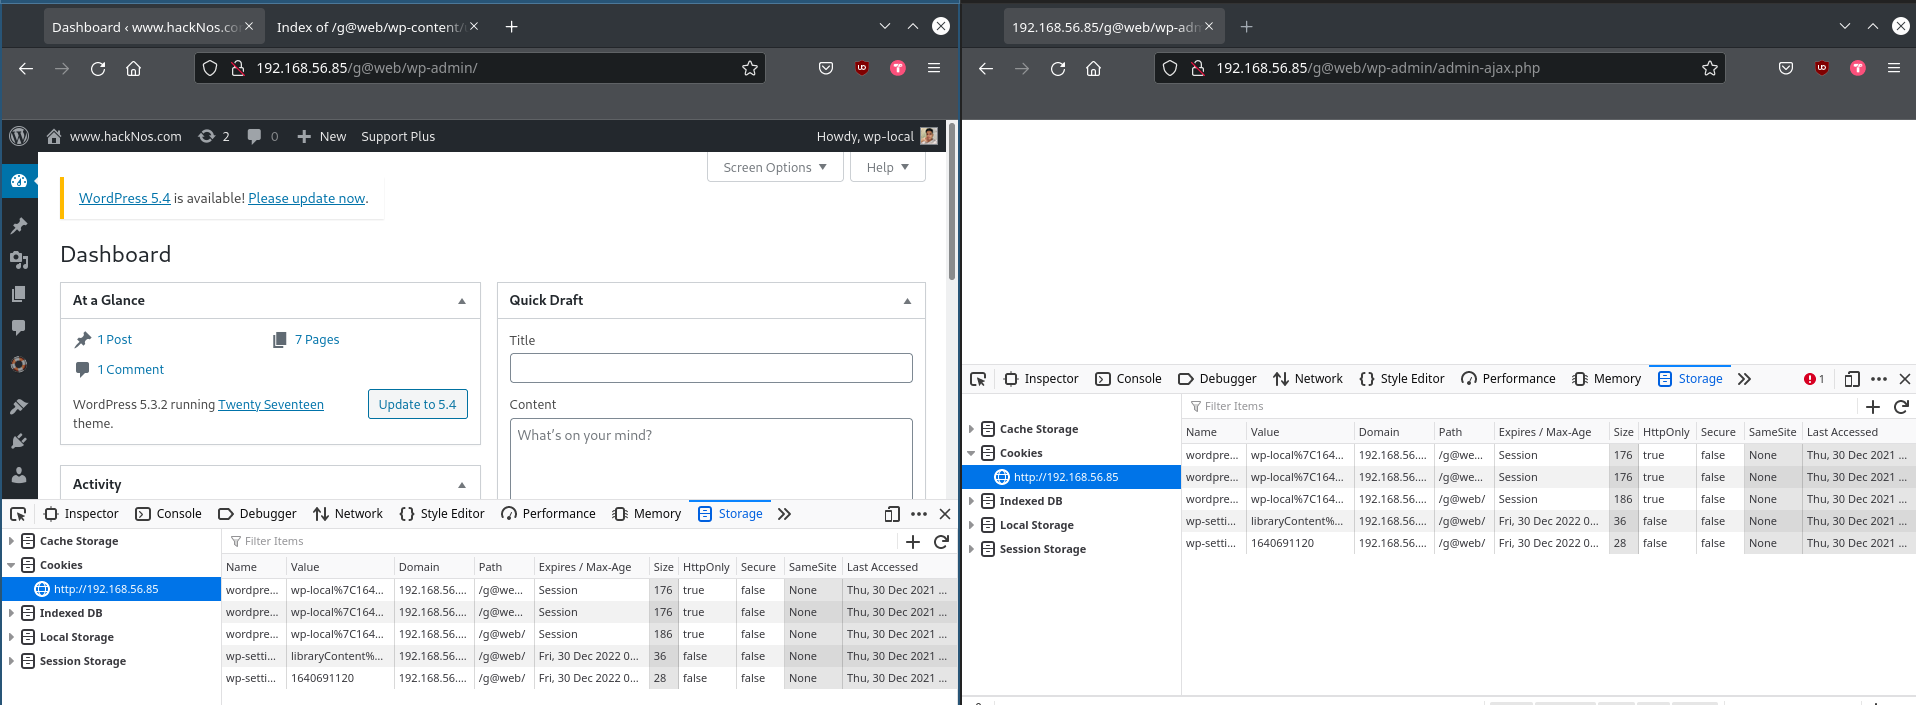 Dashboard ‹ www.hackNos.co
Index of /g@web/wp-content/
192.168.56.85/g@web/wp-admin/
www.hackNos.com 2 0 New Support Plus Howdy, wp-local
Screen Options Help
WordPress 5.4 is available! Please update now.
Dashboard
At a Glance
1 Post 7 Pages
1 Comment
WordPress 5.3.2 running Twenty Seventeen
theme.
Update to 5.4
Activity
Quick Draft
Title
Content
What's on your mind?
Inspector Console Debugger Network Style Editor Performance Memory Storage
Cache Storage
Cookies
http://192.168.56.85
Indexed DB
Local Storage
Session Storage
Filter Items
Name Value Domain Path Expires / Max-Age Size HttpOnly Secure SameSite Last Accessed
wordpre... wp-local%7C164... 192.168.56.... /g@we... Session 176 true false None Thu, 30 Dec 2021 ...
wordpre... wp-local%7C164... 192.168.56.... /g@we... Session 176 true false None Thu, 30 Dec 2021 ...
wordpre... wp-local%7C164... 192.168.56.... /g@web/ Session 186 true false None Thu, 30 Dec 2021 ...
wp-setti... libraryContent%... 192.168.56.... /g@web/ Fri, 30 Dec 2022 0... 36 false false None Thu, 30 Dec 2021 ...
wp-setti... 1640691120 192.168.56.... /g@web/ Fri, 30 Dec 2022 0... 28 false false None Thu, 30 Dec 2021 ...
192.168.56.85/g@web/wp-adn
192.168.56.85/g@web/wp-admin/admin-ajax.php
Inspector Console Debugger Network Style Editor Performance Memory Storage 1
Cache Storage
Cookies
http://192.168.56.85
Indexed DB
Local Storage
Session Storage
Filter Items
Name Value Domain Path Expires / Max-Age Size HttpOnly Secure SameSite Last Accessed
wordpre... wp-local%7C164... 192.168.56.... /g@we... Session 176 true false None Thu, 30 Dec 2021 ...
wordpre... wp-local%7C164... 192.168.56.... /g@we... Session 176 true false None Thu, 30 Dec 2021 ...
wordpre... wp-local%7C164... 192.168.56.... /g@web/ Session 186 true false None Thu, 30 Dec 2021 ...
wp-setti... libraryContent%... 192.168.56.... /g@web/ Fri, 30 Dec 2022 0... 36 false false None Thu, 30 Dec 2021 ...
wp-setti... 1640691120 192.168.56.... /g@web/ Fri, 30 Dec 2022 0... 28 false false None Thu, 30 Dec 2021 ...